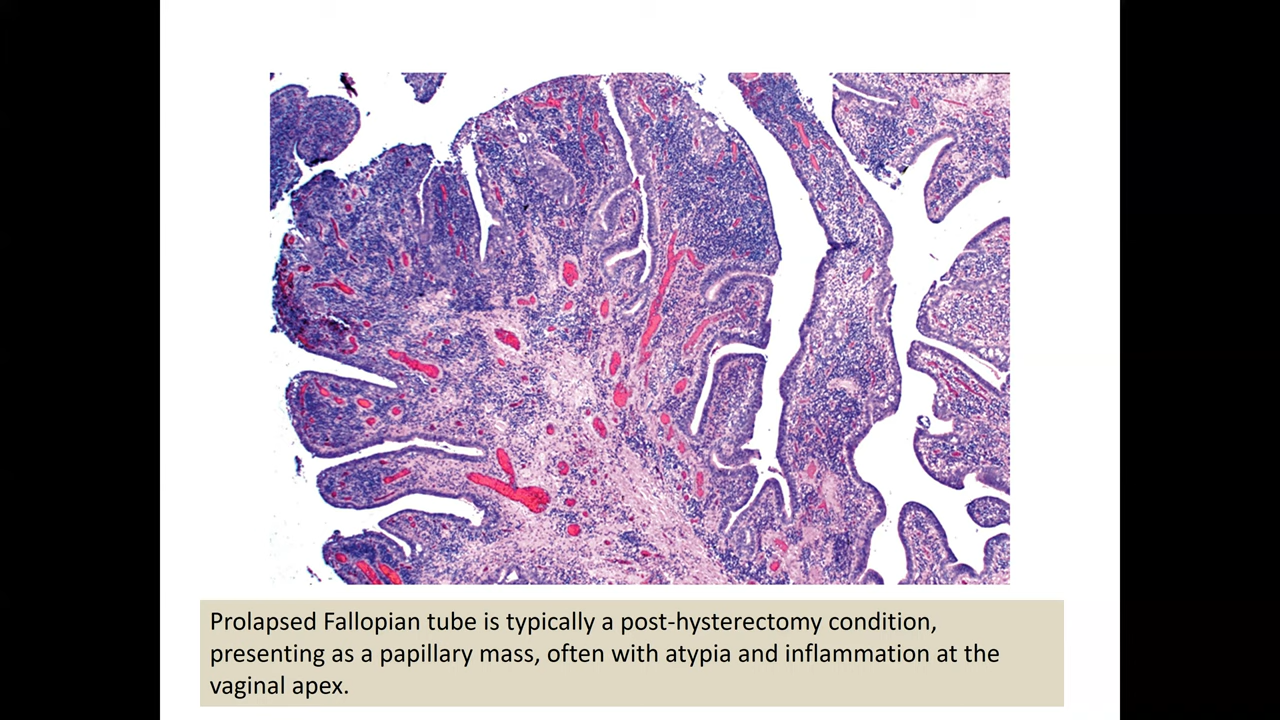 Prolapsed Fallopian tube is typically a post-hysterectomy condition,
presenting as a papillary mass, often with atypia and inflammation at the
vaginal apex.